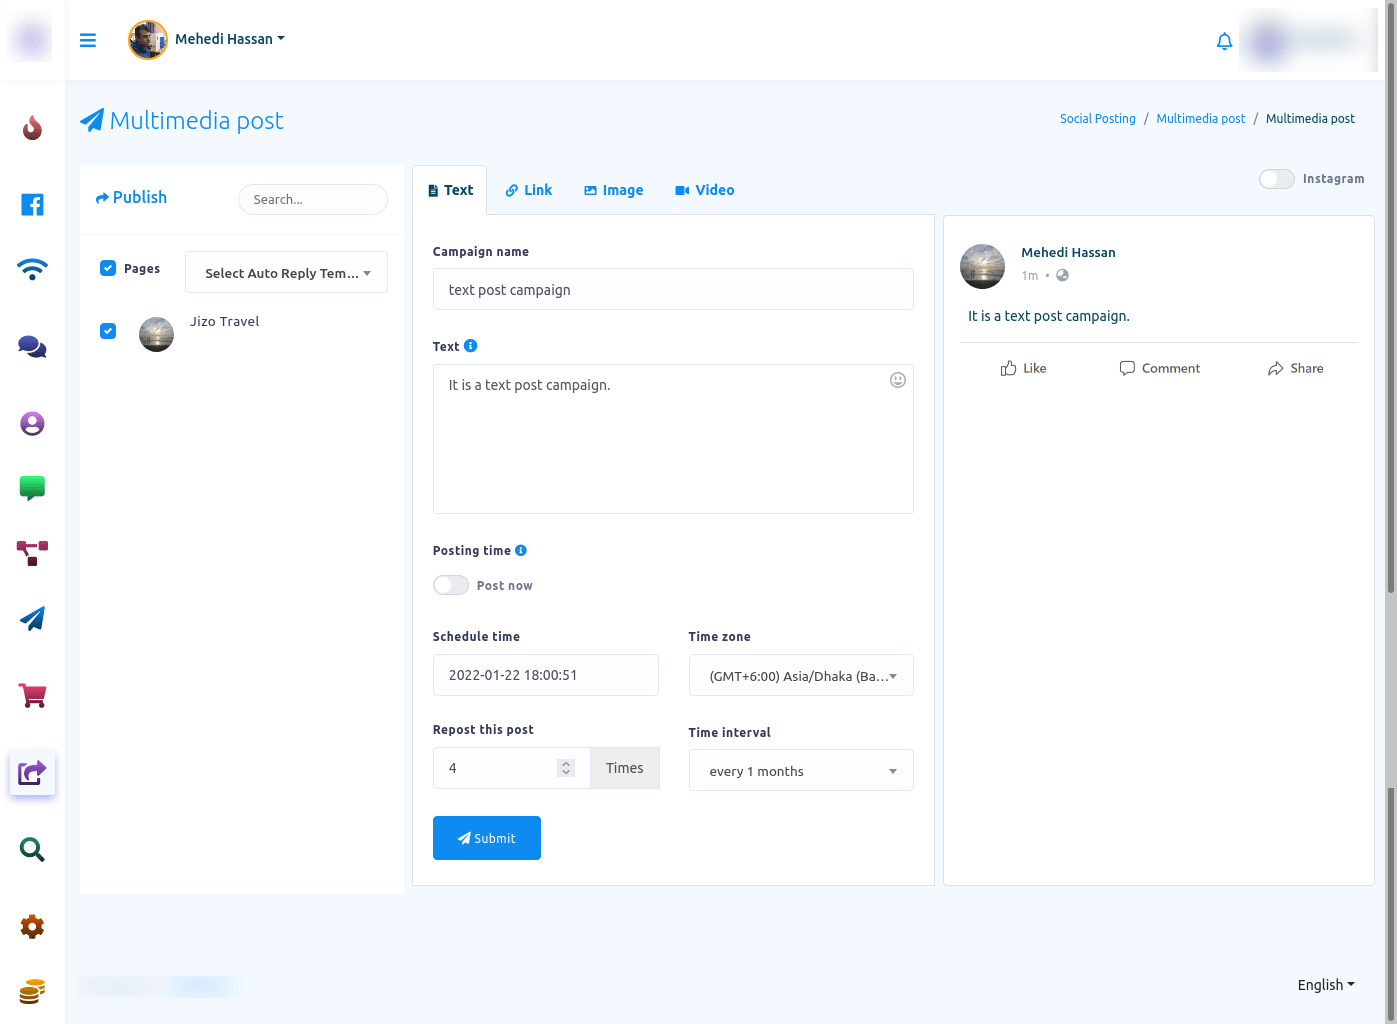 Mehedi Hassan
Multimedia post
Social Posting / Multimedia post / Multimedia post
Publish
Search...
Pages
Select Auto Reply Tem...
Jizo Travel
Text
Link
Image
Video
Campaign name
text post campaign
Text
It is a text post campaign.
Posting time
Post now
Schedule time
Time zone
2022-01-22 18:00:51
(GMT+6:00) Asia/Dhaka (Ba...
Repost this post
Time interval
4
Times
every 1 months
Submit
Instagram
Mehedi Hassan
1m
It is a text post campaign.
Like
Comment
Share
English